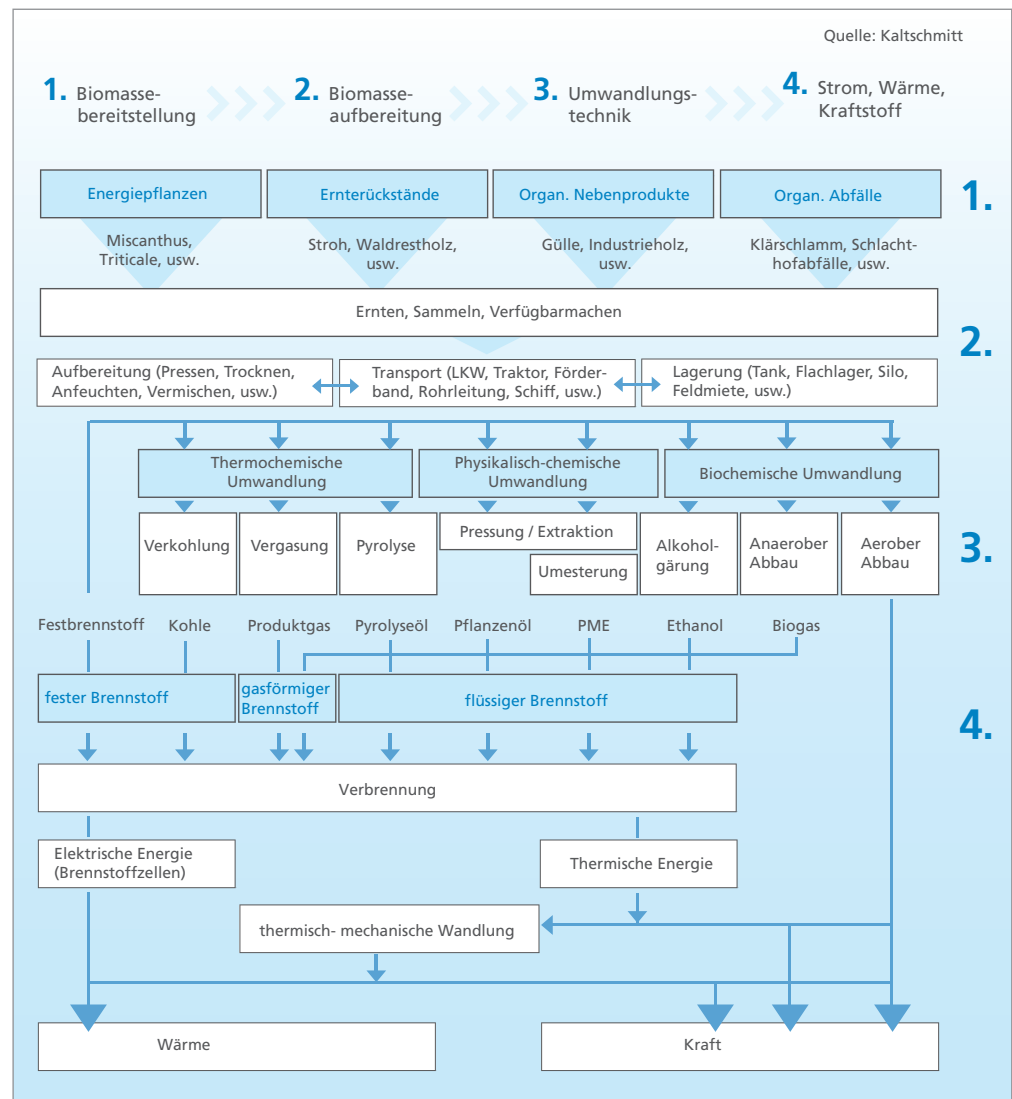 Quelle: Kaltschmitt
1. Biomasse-
bereitstellung
2. Biomasse-
aufbereitung
3. Umwandlungs-
technik
4. Strom, Wärme,
Kraftstoff
1.
Energiepflanzen
Ernterückstände
Organ. Nebenprodukte
Organ. Abfälle
Miscanthus,
Triticale, usw.
Stroh, Waldrestholz,
usw.
Gülle, Industrieholz,
usw.
Klärschlamm, Schlacht-
hofabfälle, usw.
Ernten, Sammeln, Verfügbarmachen
2.
Aufbereitung (Pressen, Trocknen,
Anfeuchten, Vermischen, usw.)
Transport (LKW, Traktor, Förder-
band, Rohrleitung, Schiff, usw.)
Lagerung (Tank, Flachlager, Silo,
Feldmiete, usw.)
Thermochemische
Umwandlung
Physikalisch-chemische
Umwandlung
Biochemische Umwandlung
Verkohlung
Vergasung
Pyrolyse
Pressung / Extraktion
Umesterung
Alkohol-
gärung
Anaerober
Abbau
Aerober
Abbau
3.
Festbrennstoff
Kohle
Produktgas
Pyrolyseöl
Pflanzenöl
PME
Ethanol
Biogas
fester Brennstoff
gasförmiger
Brennstoff
flüssiger Brennstoff
4.
Verbrennung
Elektrische Energie
(Brennstoffzellen)
Thermische Energie
thermisch- mechanische Wandlung
Wärme
Kraft